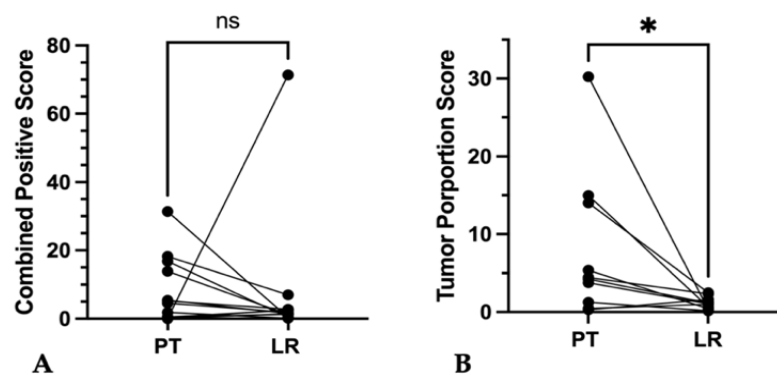 ns
Combined Positive Score
80
60
40
20
0
PT LR
A
*
Tumor Porportion Score
30
20
10
0
PT LR
B